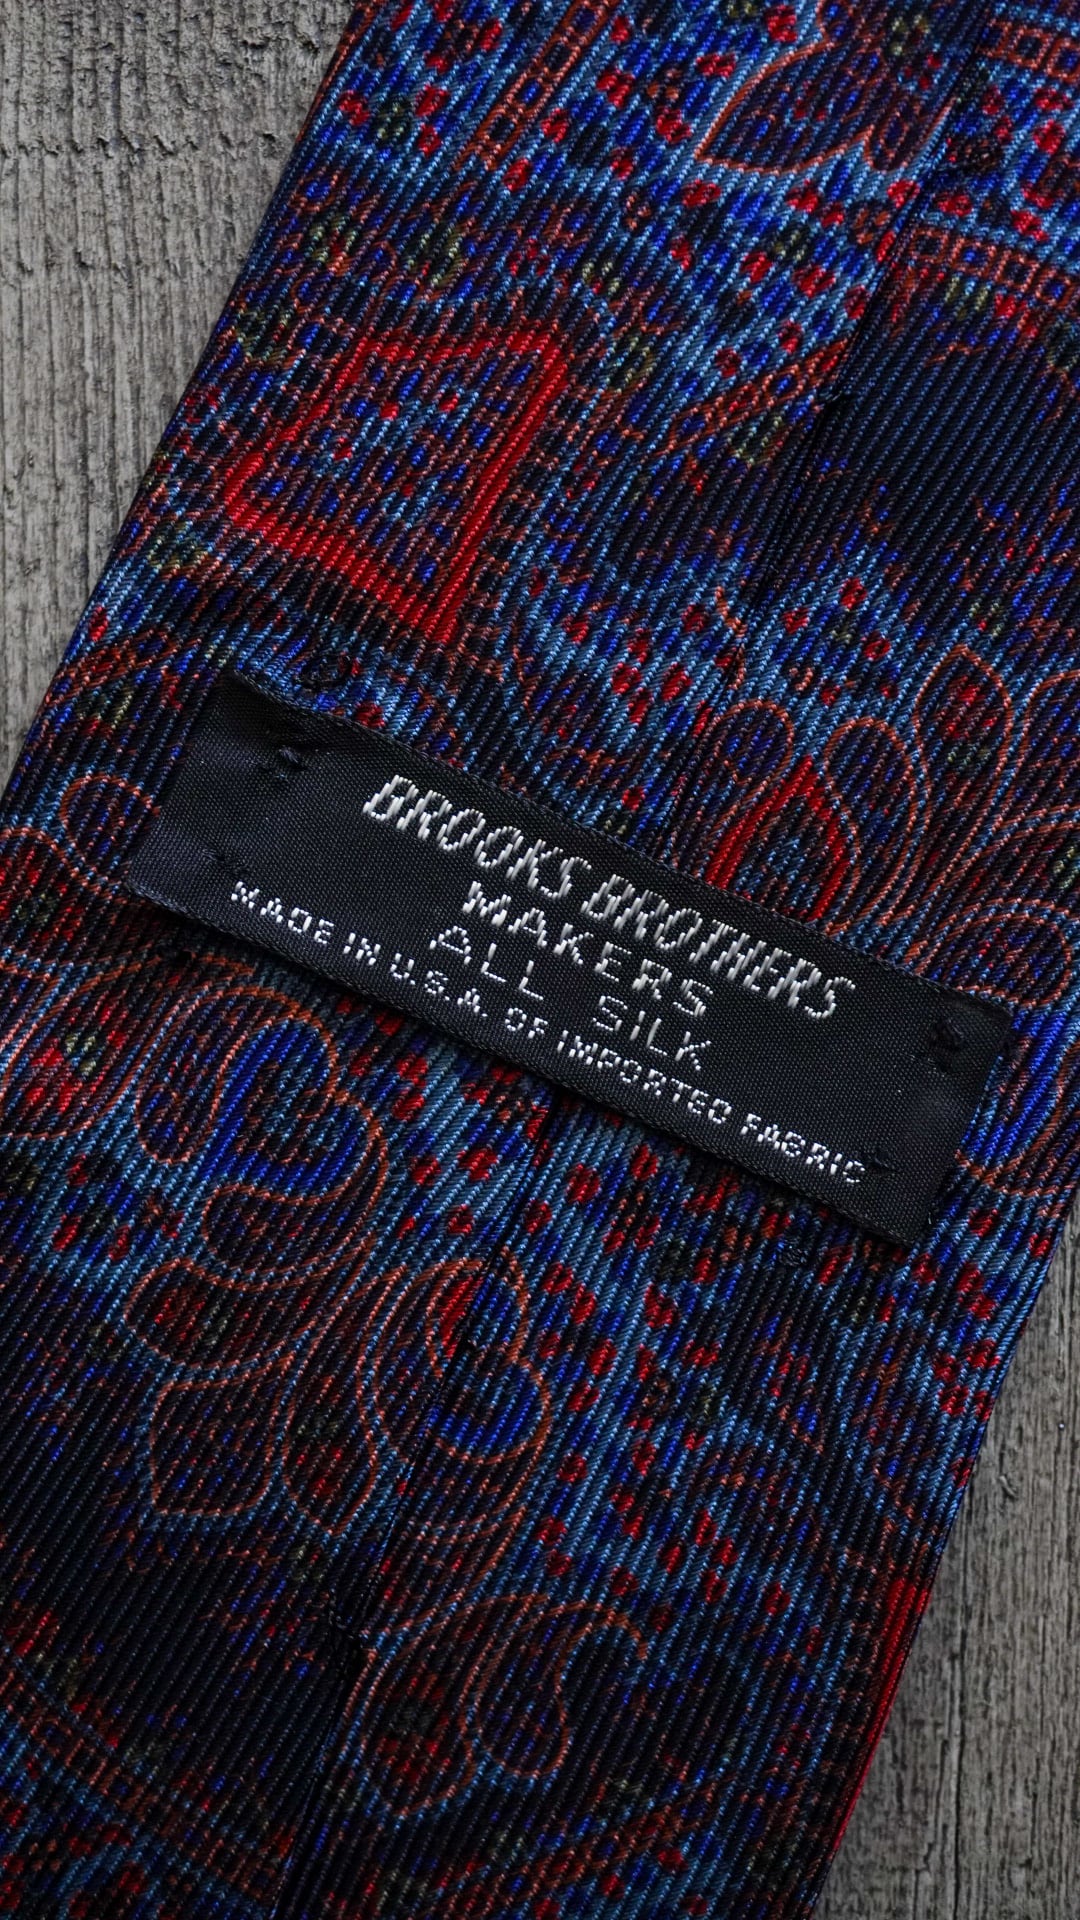 BROOKS BROTHERS
MAKERS
ALL SILK
MADE IN U.S.A. OF IMPORTED FABRIC